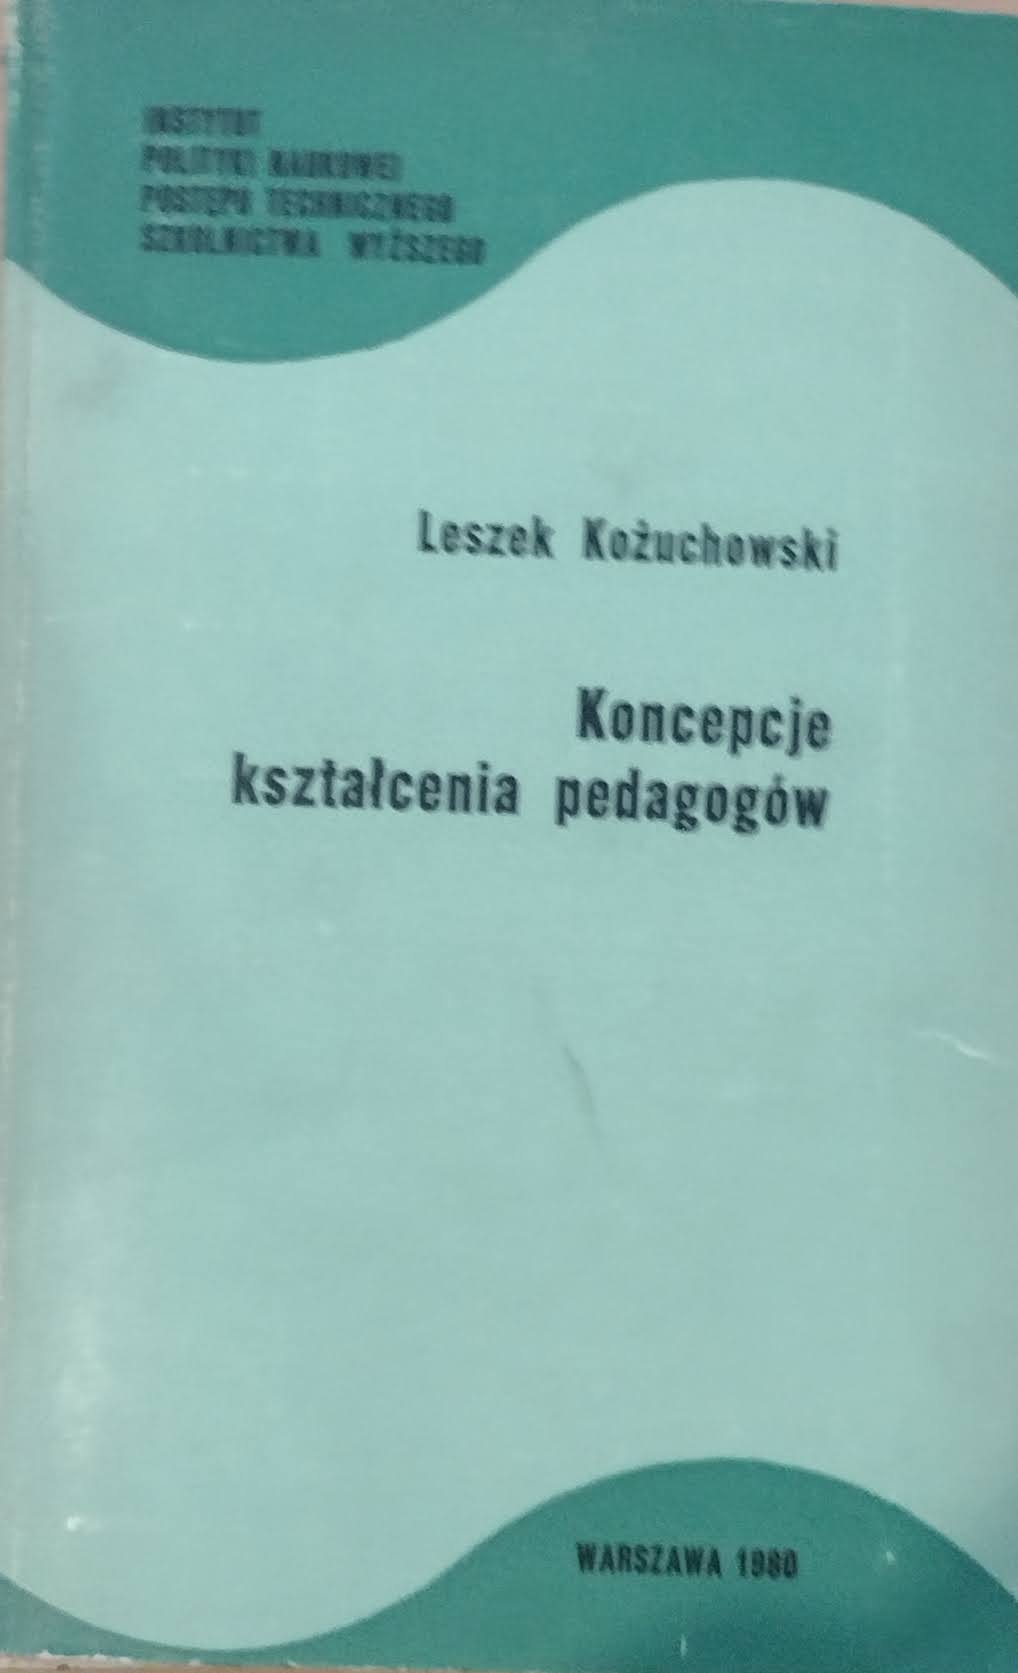 INSTYTUT
POLITYKI NAUKOWEJ
POSTĘPU TECHNICZNEGO
SZKOLNICTWA WYŻSZEGO
Leszek Kożuchowski
Koncepcje
kształcenia pedagogów
WARSZAWA 1980